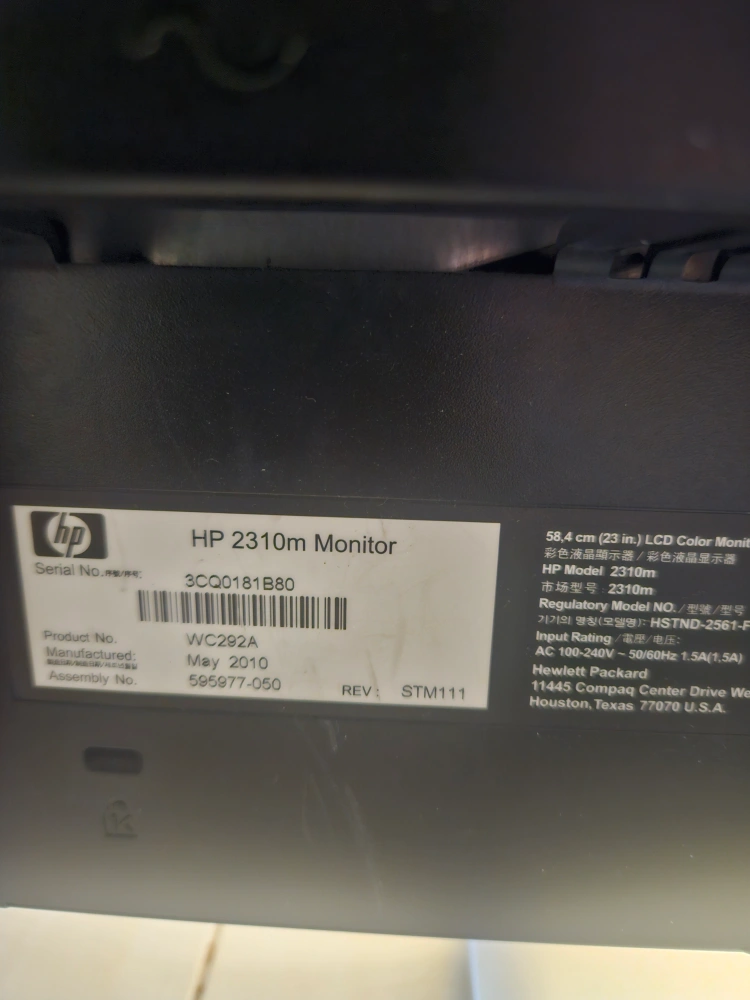 hp
HP 2310m Monitor
Serial No.
3CQ0181B80
Product No. WC292A
Manufactured: May 2010
Assembly No. 595977-050
REV: STM111
58,4 cm (23 in.) LCD Color Monit
彩色液晶顯示器 / 彩色液晶显示器
HP Model 2310m
市场型号 2310m
Regulatory Model NO. / 型號 / 型号
기기의 명칭(모델명): HSTND-2561-F
Input Rating / 電壓 / 电压:
AC 100-240V ~ 50/60Hz 1.5A(1,5A)
Hewlett Packard
11445 Compaq Center Drive We
Houston, Texas 77070 U.S.A.